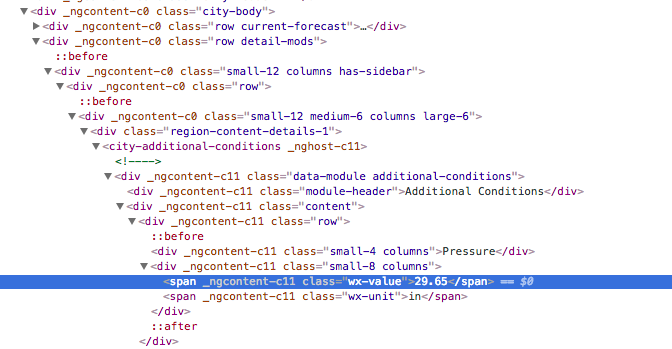 ▼<div _ngcontent-c0 class="city-body">
▶<div _ngcontent-c0 class="row current-forecast">…</div>
▼<div _ngcontent-c0 class="row detail-mods">
::before
▼<div _ngcontent-c0 class="small-12 columns has-sidebar">
▼<div _ngcontent-c0 class="row">
::before
▼<div _ngcontent-c0 class="small-12 medium-6 columns large-6">
▼<div class="region-content-details-1">
▼<city-additional-conditions _nghost-c11>
<!---->
▼<div _ngcontent-c11 class="data-module additional-conditions">
<div _ngcontent-c11 class="module-header">Additional Conditions</div>
▼<div _ngcontent-c11 class="content">
▼<div _ngcontent-c11 class="row">
::before
<div _ngcontent-c11 class="small-4 columns">Pressure</div>
▼<div _ngcontent-c11 class="small-8 columns">
<span _ngcontent-c11 class="wx-value">29.65</span> == $0
<span _ngcontent-c11 class="wx-unit">in</span>
</div>
::after
</div>